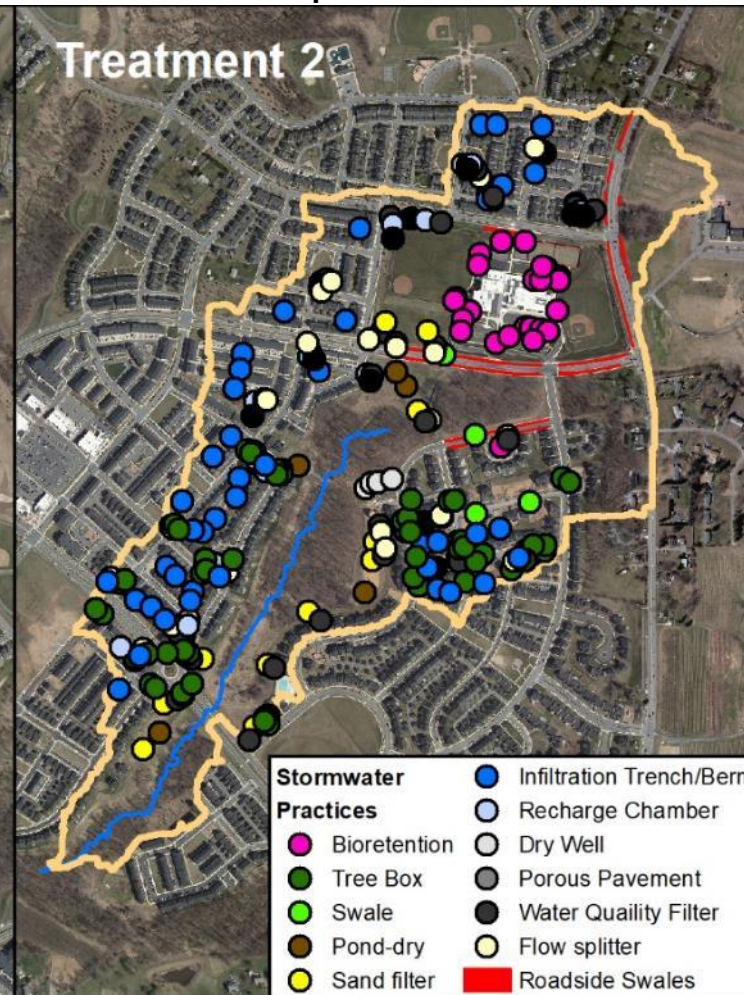 Treatment 2
Stormwater
Practices
Bioretention
Tree Box
Swale
Pond-dry
Sand filter
Infiltration Trench/Berm
Recharge Chamber
Dry Well
Porous Pavement
Water Quaility Filter
Flow splitter
Roadside Swales